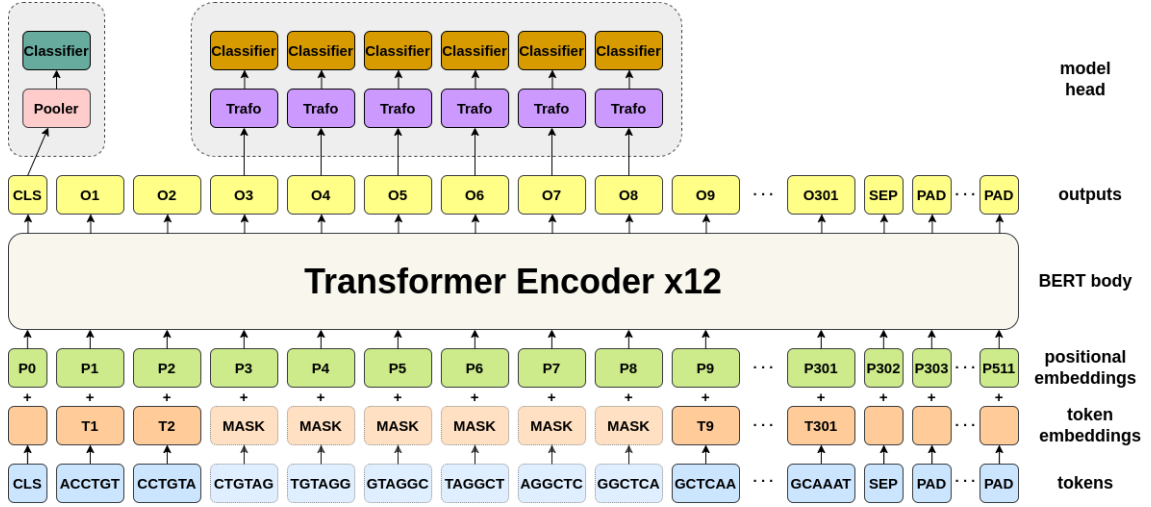 Classifier Classifier Classifier Classifier Classifier Classifier Classifier
model
head
Pooler Trafo Trafo Trafo Trafo Trafo Trafo
CLS O1 O2 O3 O4 O5 O6 O7 O8 O9 ··· O301 SEP PAD ··· PAD outputs
Transformer Encoder x12 BERT body
P0 P1 P2 P3 P4 P5 P6 P7 P8 P9 ··· P301 P302 P303 ··· P511 positional
embeddings
+ + + + + + + + + + + + + +
T1 T2 MASK MASK MASK MASK MASK MASK T9 ··· T301 ··· token
embeddings
CLS ACCTGT CCTGTA CTGTAG TGTAGG GTAGGC TAGGCT AGGCTC GGCTCA GCTCAA ··· GCAAAT SEP PAD ··· PAD tokens